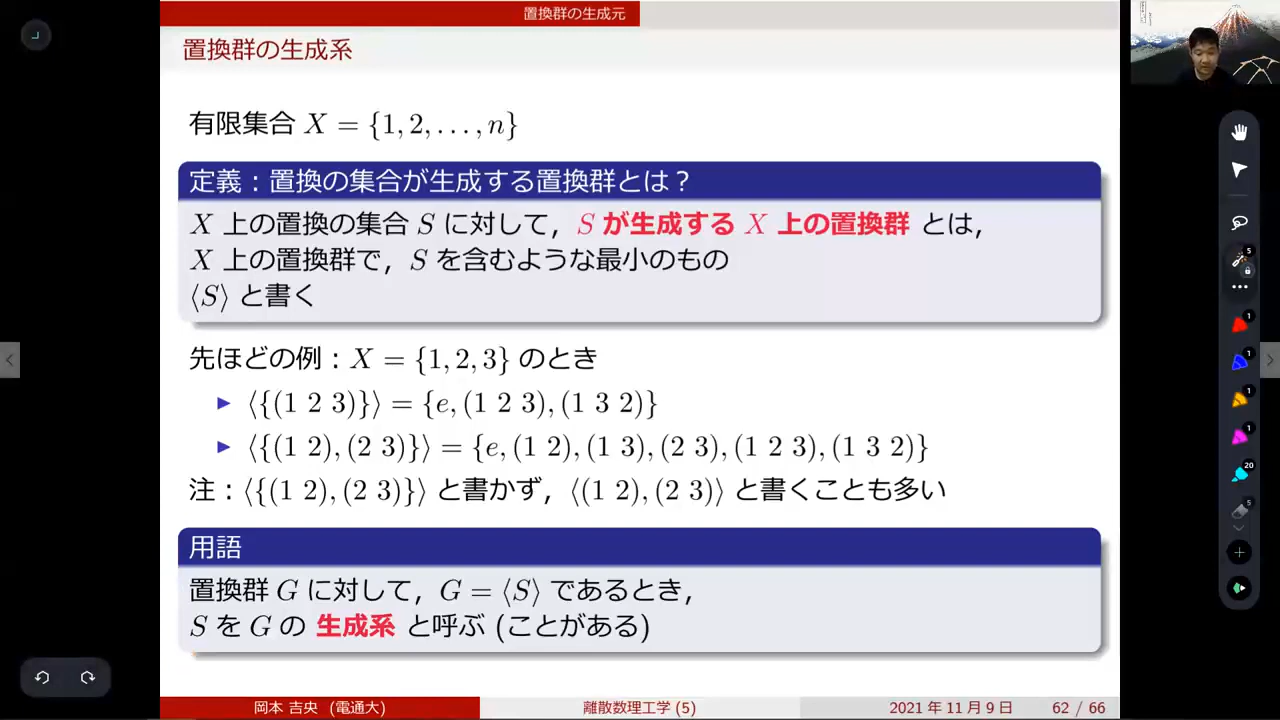 置換群の生成元
置換群の生成系
有限集合 X = {1, 2, . . . , n}
定義:置換の集合が生成する置換群とは?
X 上の置換の集合 S に対して, S が生成する X 上の置換群 とは,
X 上の置換群で, S を含むような最小のもの
⟨S⟩ と書く
先ほどの例:X = {1, 2, 3} のとき
▶ ⟨{(1 2 3)}⟩ = {e, (1 2 3), (1 3 2)}
▶ ⟨{(1 2), (2 3)}⟩ = {e, (1 2), (1 3), (2 3), (1 2 3), (1 3 2)}
注:⟨{(1 2), (2 3)}⟩ と書かず, ⟨(1 2), (2 3)⟩ と書くことも多い
用語
置換群 G に対して, G = ⟨S⟩ であるとき,
S を G の 生成系 と呼ぶ (ことがある)
岡本 吉央 (電通大)
離散数理工学 (5)
2021 年 11 月 9 日
62 / 66
5
1
1
1
1
20
5